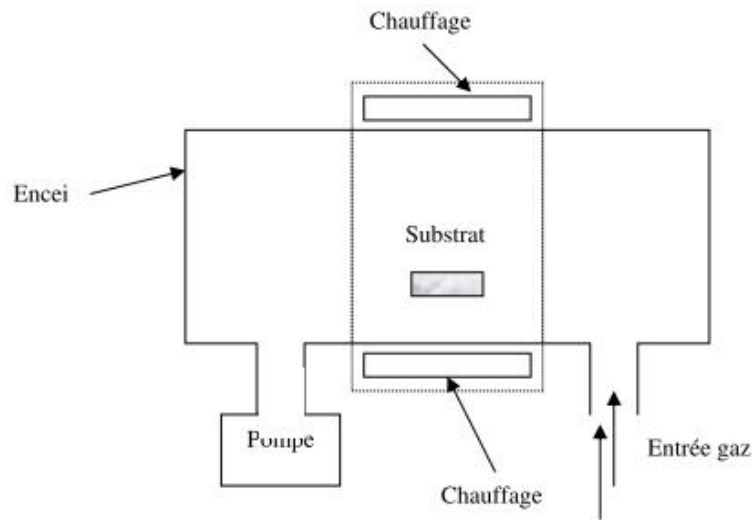 Chauffage
Encei
Substrat
Pompe
Entrée gaz
Chauffage